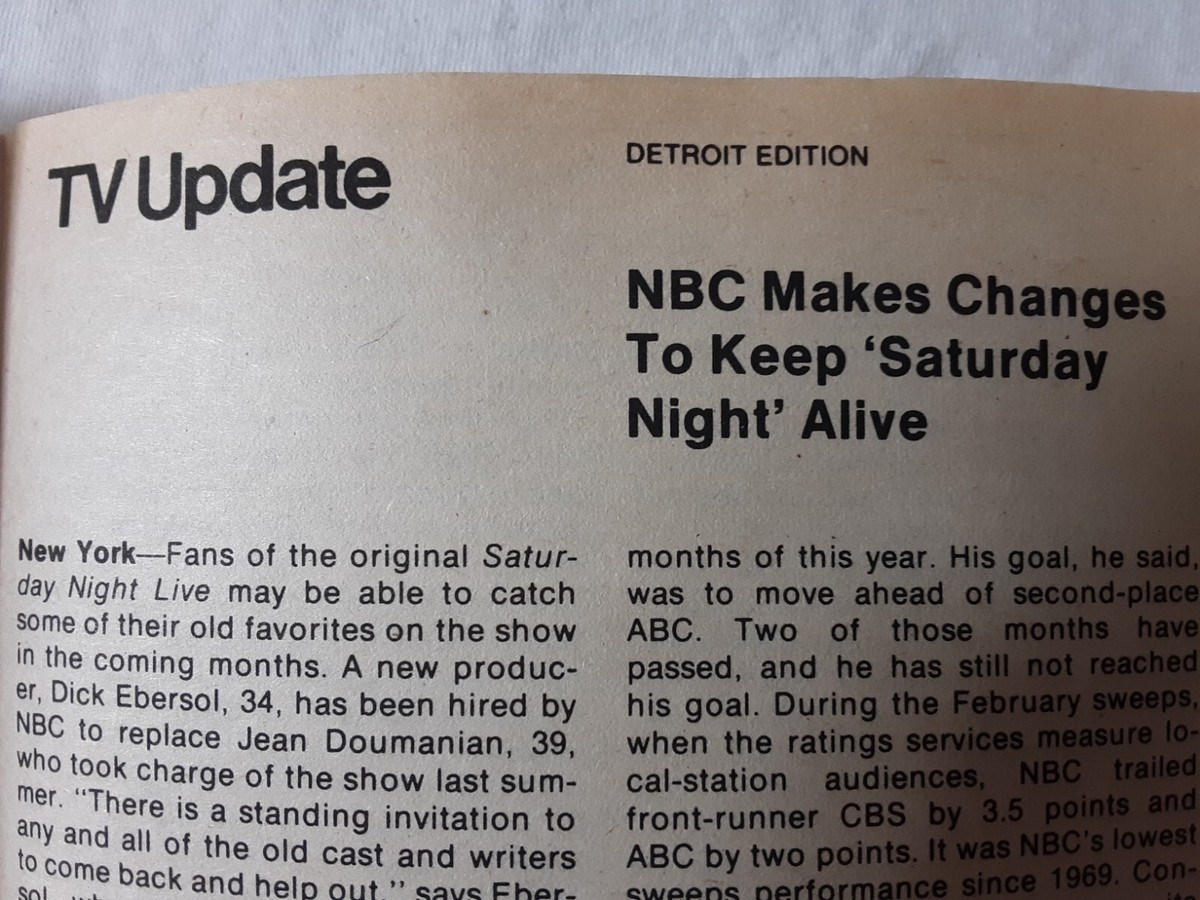 TV Update
DETROIT EDITION
NBC Makes Changes
To Keep ‘Saturday
Night’ Alive
New York—Fans of the original Satur-
day Night Live may be able to catch
some of their old favorites on the show
in the coming months. A new produc-
er, Dick Ebersol, 34, has been hired by
NBC to replace Jean Doumanian, 39,
who took charge of the show last sum-
mer. “There is a standing invitation to
any and all of the old cast and writers
to come back and help out,” says Eber-
sol,
months of this year. His goal, he said,
was to move ahead of second-place
ABC. Two of those months have
passed, and he has still not reached
his goal. During the February sweeps,
when the ratings services measure lo-
cal-station audiences, NBC trailed
front-runner CBS by 3.5 points and
ABC by two points. It was NBC's lowest
sweeps performance since 1969. Con-
its